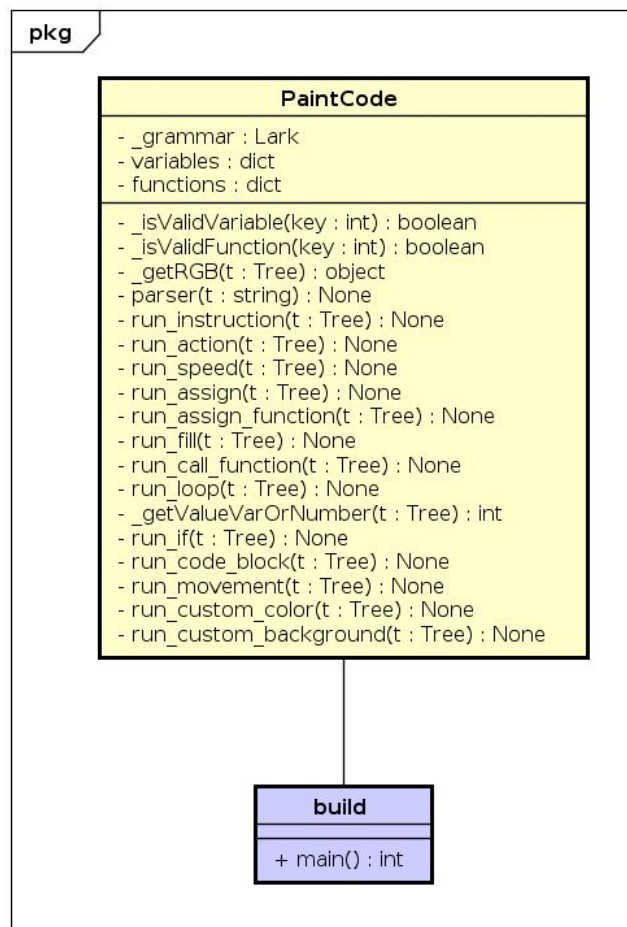 pkg
PaintCode
- _grammar : Lark
- variables : dict
- functions : dict
- _isValidVariable(key : int) : boolean
- _isValidFunction(key : int) : boolean
- _getRGB(t : Tree) : object
- parser(t : string) : None
- run_instruction(t : Tree) : None
- run_action(t : Tree) : None
- run_speed(t : Tree) : None
- run_assign(t : Tree) : None
- run_assign_function(t : Tree) : None
- run_fill(t : Tree) : None
- run_call_function(t : Tree) : None
- run_loop(t : Tree) : None
- _getValueVarOrNumber(t : Tree) : int
- run_if(t : Tree) : None
- run_code_block(t : Tree) : None
- run_movement(t : Tree) : None
- run_custom_color(t : Tree) : None
- run_custom_background(t : Tree) : None
build
+ main() : int